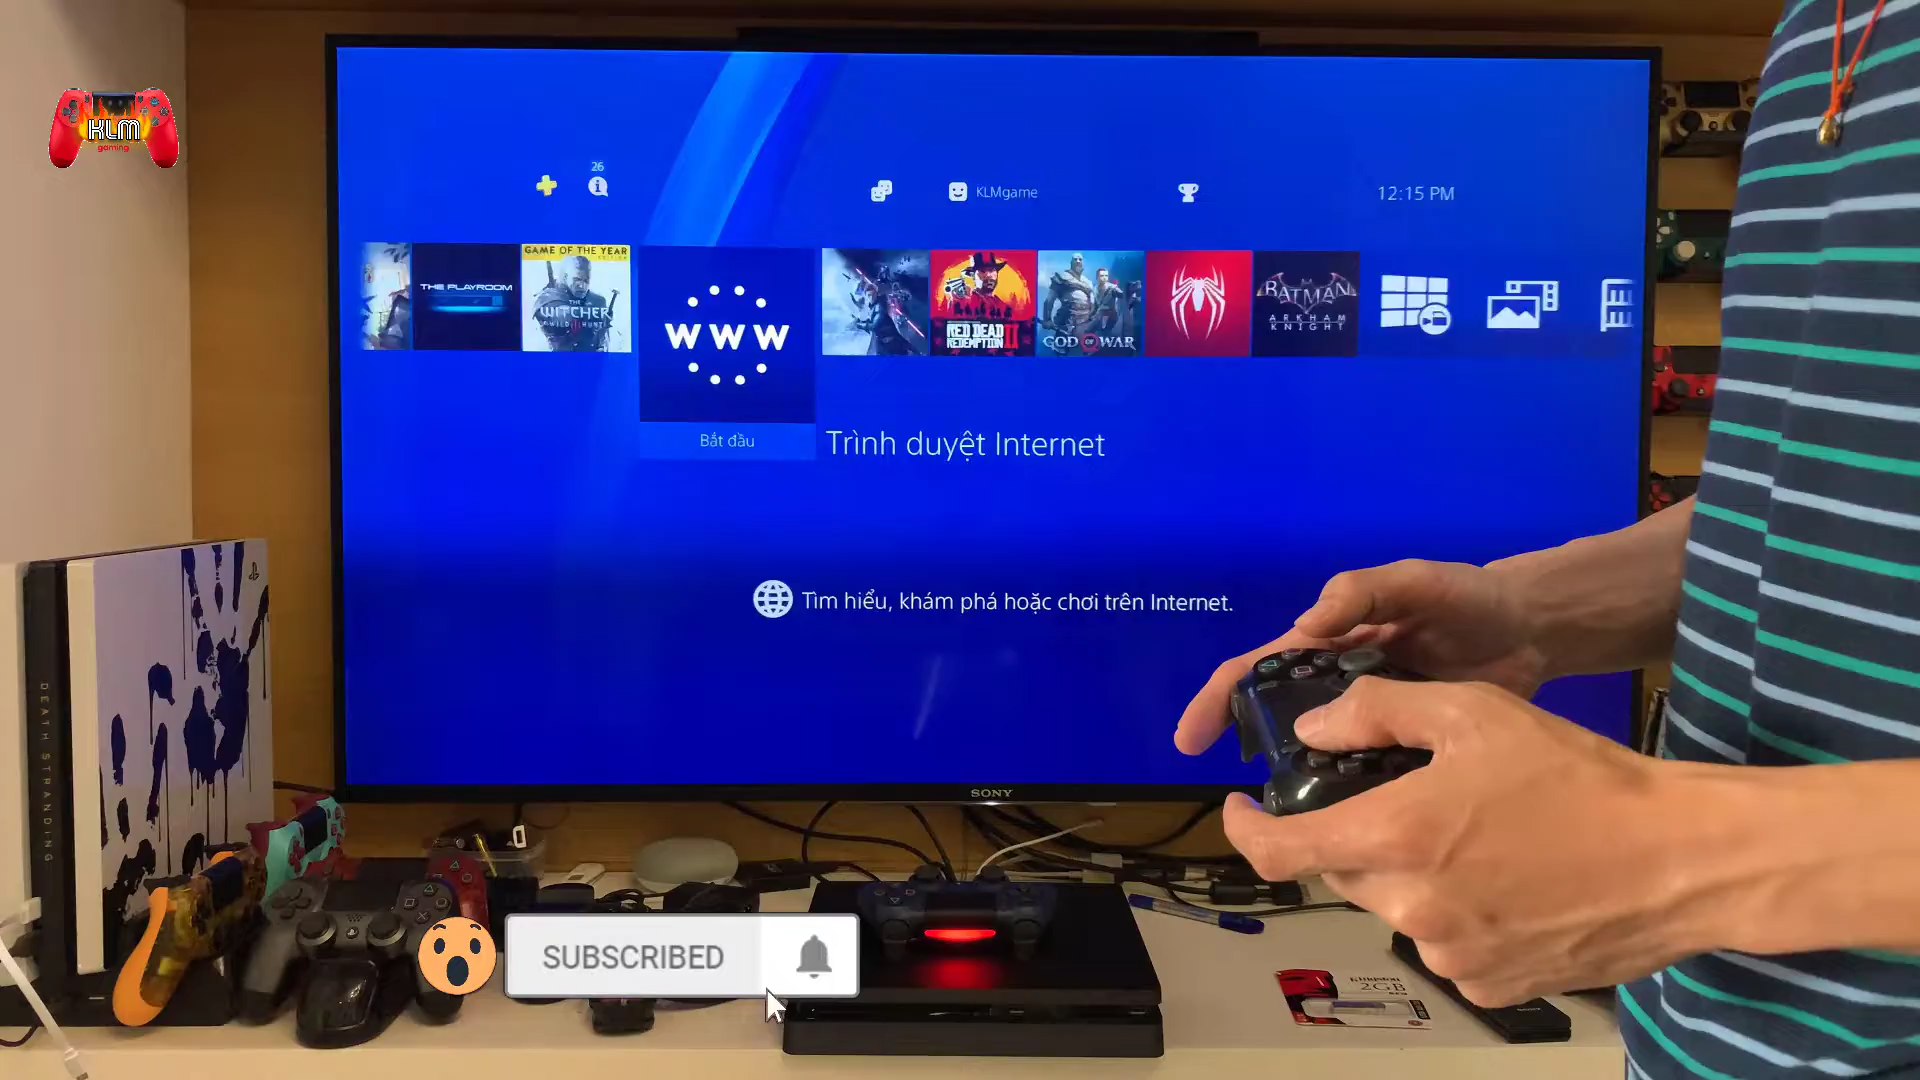 KLM
gaming
26
KLMgame
12:15 PM
THE PLAYROOM
GAME OF THE YEAR
EDITION
THE
WITCHER
WILD HUNT
WWW
RED DEAD
REDEMPTION II
GOD OF WAR
BATMAN
ARKHAM
KNIGHT
Bắt đầu
Trình duyệt Internet
Tìm hiểu, khám phá hoặc chơi trên Internet.
SONY
DEATH STRANDING
SUBSCRIBED
Kingston
2GB